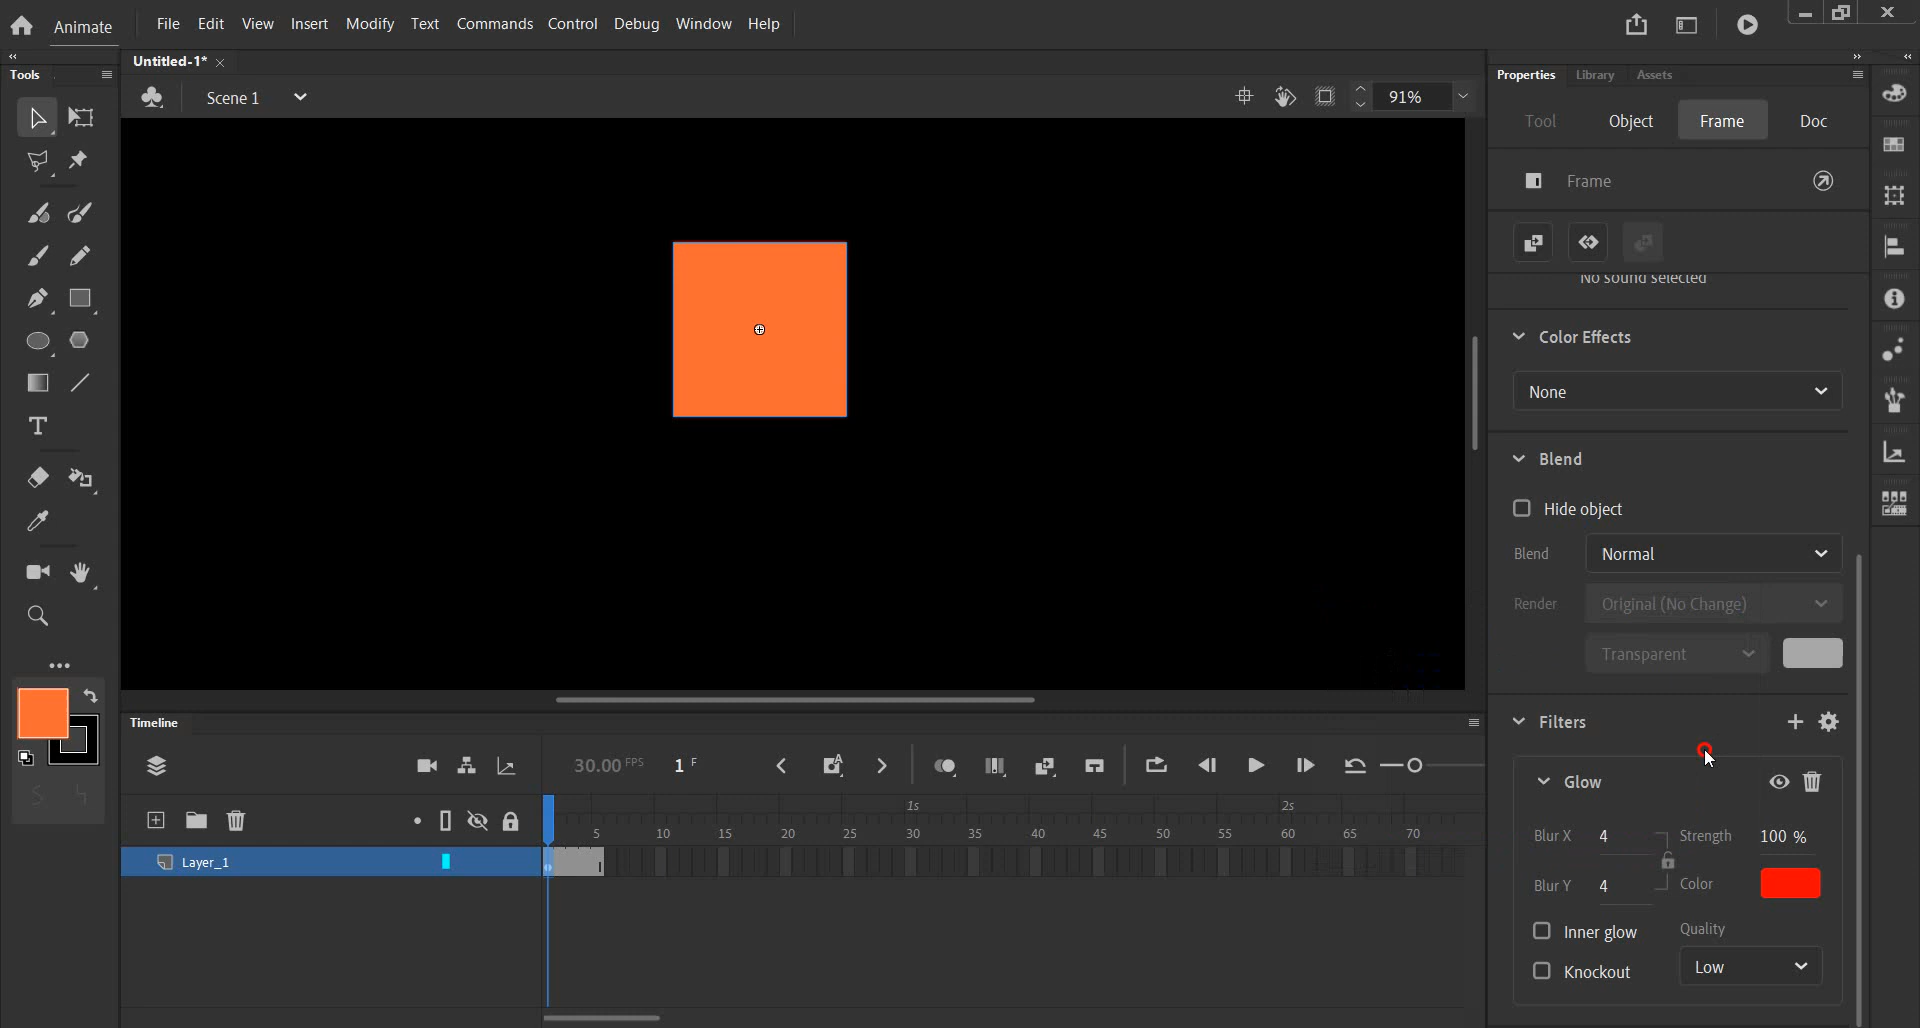 Animate File Edit View Insert Modify Text Commands Control Debug Window Help
Untitled-1*
Tools
Properties Library Assets
Scene 1
91%
Tool Object Frame Doc
Frame
No sound selected
Color Effects
None
Blend
Hide object
Blend Normal
Render Original (No Change)
Transparent
Filters
Glow
Blur X 4 Strength 100 %
Blur Y 4 Color
Inner glow Quality
Knockout Low
T
Timeline
30.00 FPS 1 F
1s 2s
5 10 15 20 25 30 35 40 45 50 55 60 65 70
Layer_1